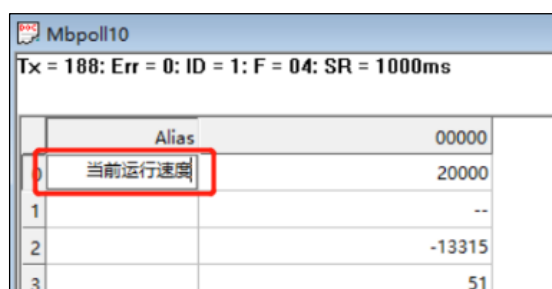 Mbpoll10
Tx = 188: Err = 0: ID = 1: F = 04: SR = 1000ms
Alias 00000
0 当前运行速度 20000
1 --
2 -13315
3 51